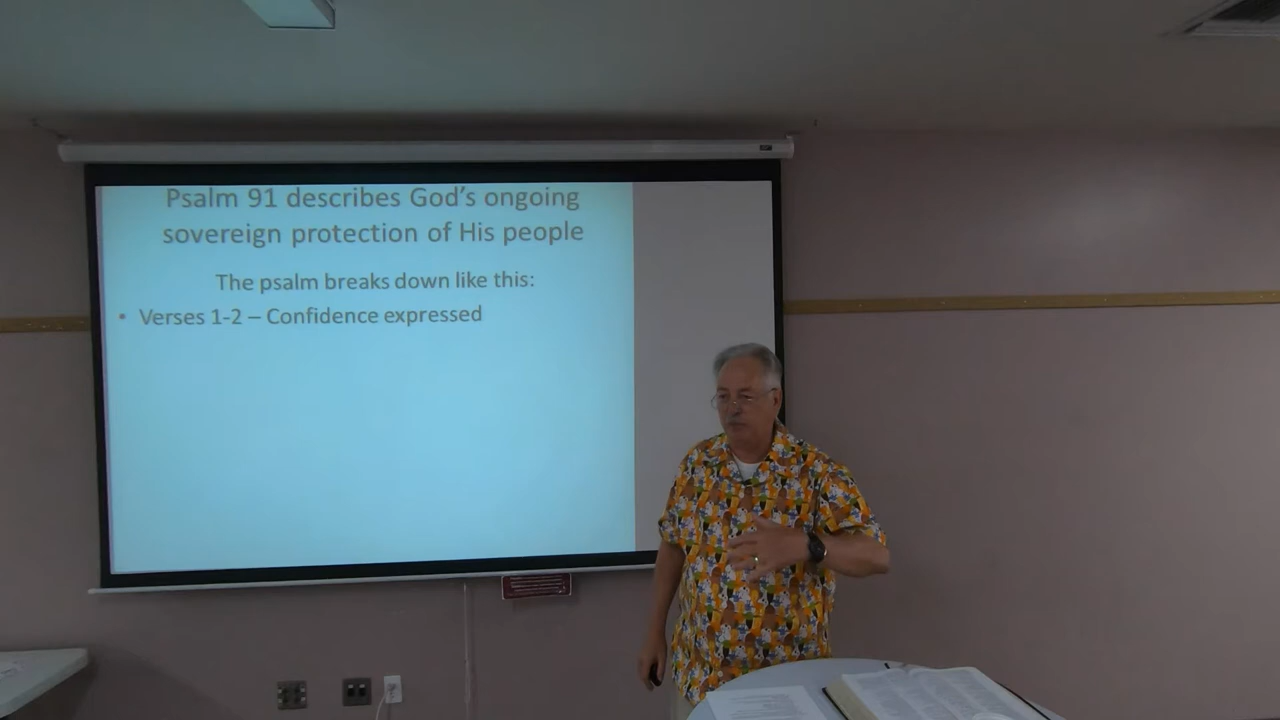 Psalm 91 describes God's ongoing
sovereign protection of His people
The psalm breaks down like this:
• Verses 1-2 – Confidence expressed